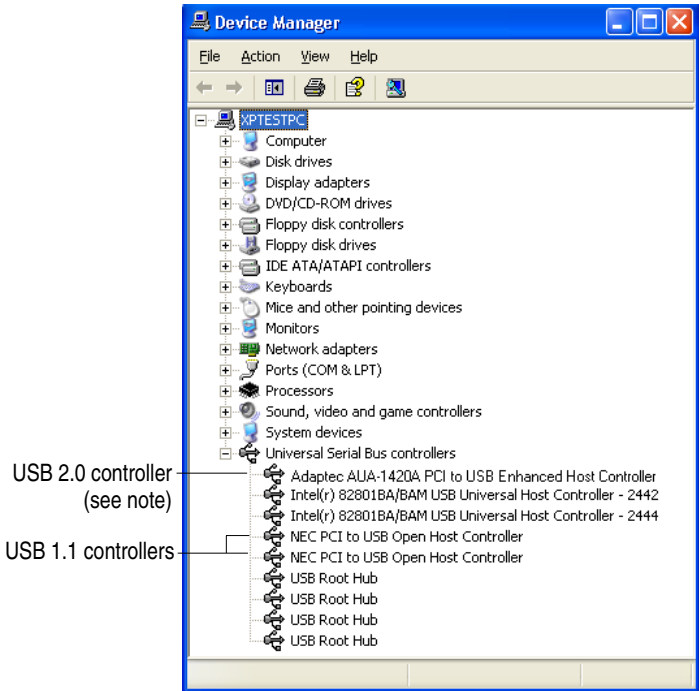 Device Manager
File Action View Help
XPTESTPC
Computer
Disk drives
Display adapters
DVD/CD-ROM drives
Floppy disk controllers
Floppy disk drives
IDE ATA/ATAPI controllers
Keyboards
Mice and other pointing devices
Monitors
Network adapters
Ports (COM & LPT)
Processors
Sound, video and game controllers
System devices
Universal Serial Bus controllers
USB 2.0 controller
(see note)
Adaptec AUA-1420A PCI to USB Enhanced Host Controller
Intel(r) 82801BA/BAM USB Universal Host Controller - 2442
Intel(r) 82801BA/BAM USB Universal Host Controller - 2444
USB 1.1 controllers
NEC PCI to USB Open Host Controller
NEC PCI to USB Open Host Controller
USB Root Hub
USB Root Hub
USB Root Hub
USB Root Hub